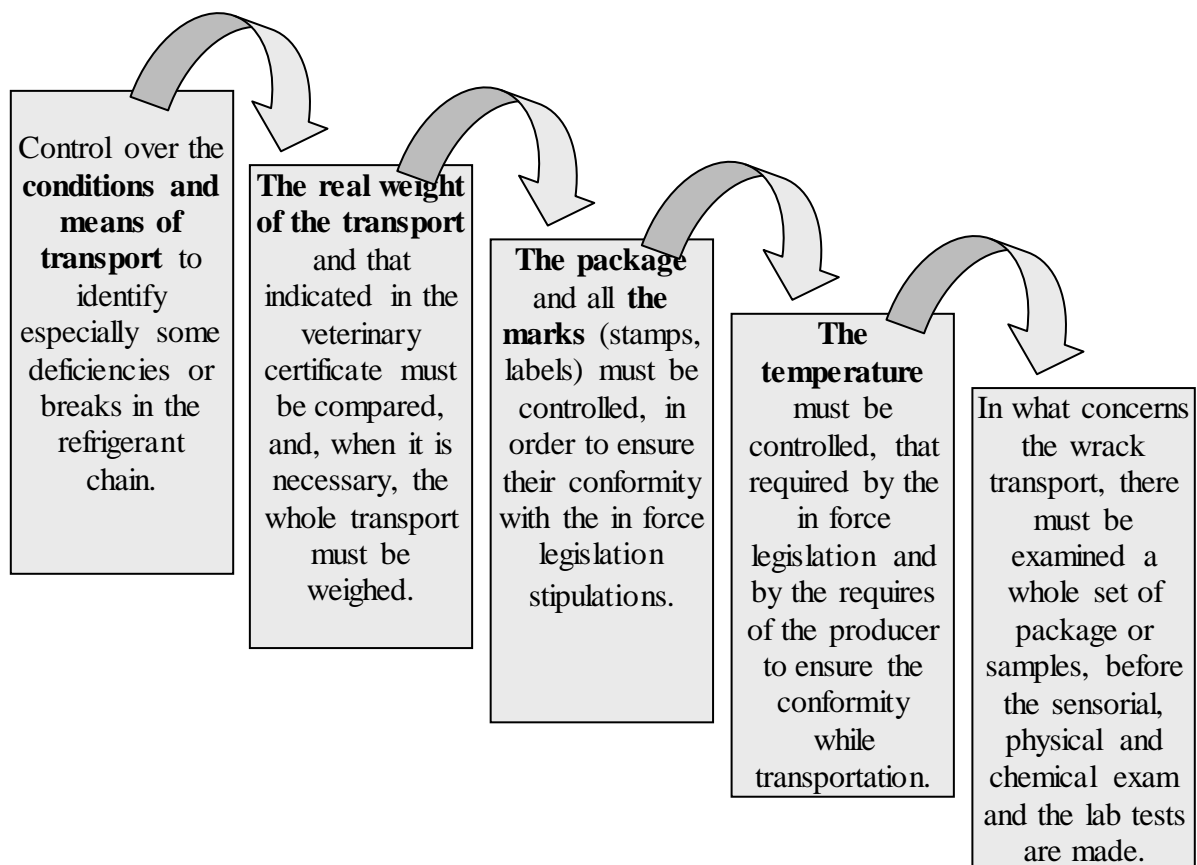 Control over the
conditions and
means of
transport to
identify
especially some
deficiencies or
breaks in the
refrigerant
chain.
The real weight
of the transport
and that
indicated in the
veterinary
certificate must
be compared,
and, when it is
necessary, the
whole transport
must be
weighed.
The package
and all the
marks (stamps,
labels) must be
controlled, in
order to ensure
their conformity
with the in force
legislation
stipulations.
The
temperature
must be
controlled, that
required by the
in force
legislation and
by the requires
of the producer
to ensure the
conformity
while
transportation.
In what concerns
the wrack
transport, there
must be
examined a
whole set of
package or
samples, before
the sensorial,
physical and
chemical exam
and the lab tests
are made.